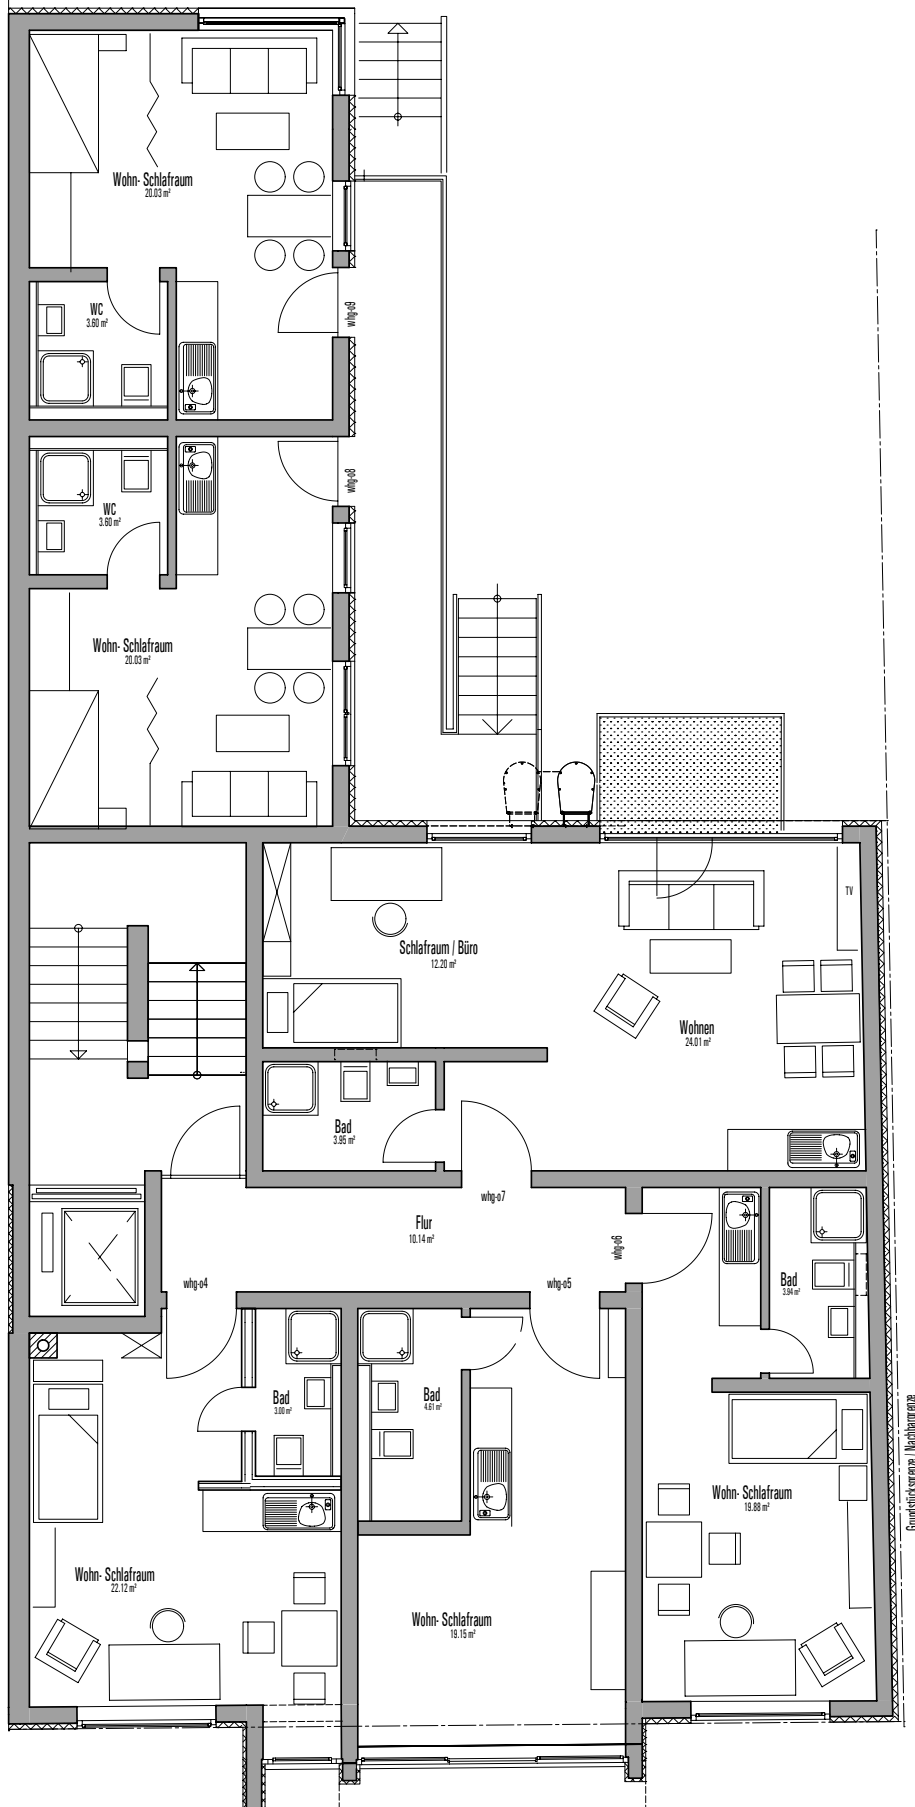 Wohn- Schlafraum
20.03 m²
WC
3.60 m²
whg-o9
whg-o8
WC
3.60 m²
Wohn- Schlafraum
20.03 m²
TV
Schlafraum / Büro
12.20 m²
Wohnen
24.01 m²
Bad
3.95 m²
whg-o7
Flur
10.14 m²
whg-o6
whg-o4
whg-o5
Bad
3.94 m²
Bad
3.00 m²
Bad
4.61 m²
Wohn- Schlafraum
19.88 m²
Wohn- Schlafraum
22.12 m²
Wohn- Schlafraum
19.15 m²
Grundstücksgrenze / Nachbargrenze